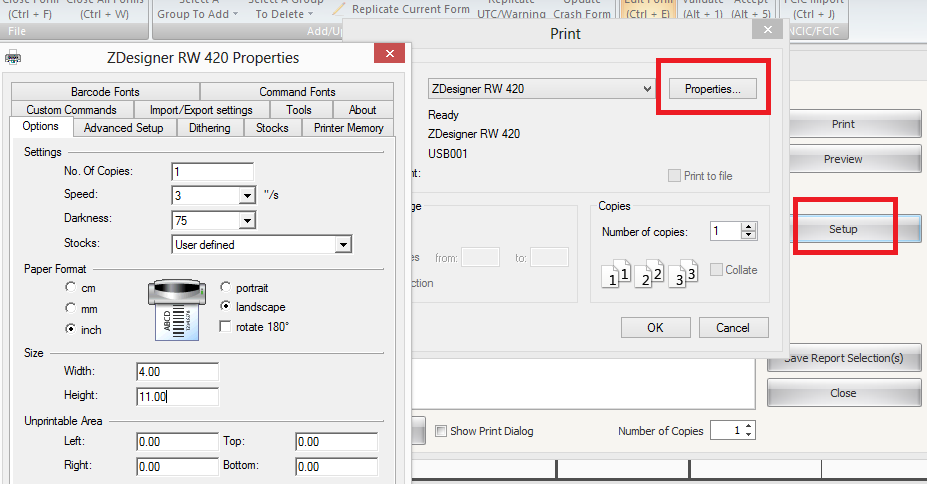 Close Form Close All Forms Select A Select A Group Replicate Current Form Replicate Update Edit Form Validate Accept FCIC Import
(Ctrl + F) (Ctrl + W) Group To Add To Delete UTC/Warning Crash Form (Ctrl + E) (Alt + 1) (Alt + 5) (Ctrl + J)
File Add/Up NCIC/FCIC
Print
ZDesigner RW 420 Properties
Barcode Fonts Command Fonts
Custom Commands Import/Export settings Tools About
Options Advanced Setup Dithering Stocks Printer Memory
Settings
No. Of Copies: 1
Speed: 3 "/s
Darkness: 75
Stocks: User defined
Paper Format
cm portrait
mm landscape
inch rotate 180°
ABCD
Size
Width: 4.00
Height: 11.00
Unprintable Area
Left: 0.00 Top: 0.00
Right: 0.00 Bottom: 0.00
ZDesigner RW 420 Properties...
Ready
ZDesigner RW 420
USB001
t: Print to file
ge Copies
Number of copies: 1
es from: to:
ction
1 1 2 2 3 3 Collate
OK Cancel
Print
Preview
Setup
Save Report Selection(s)
Close
Show Print Dialog Number of Copies 1